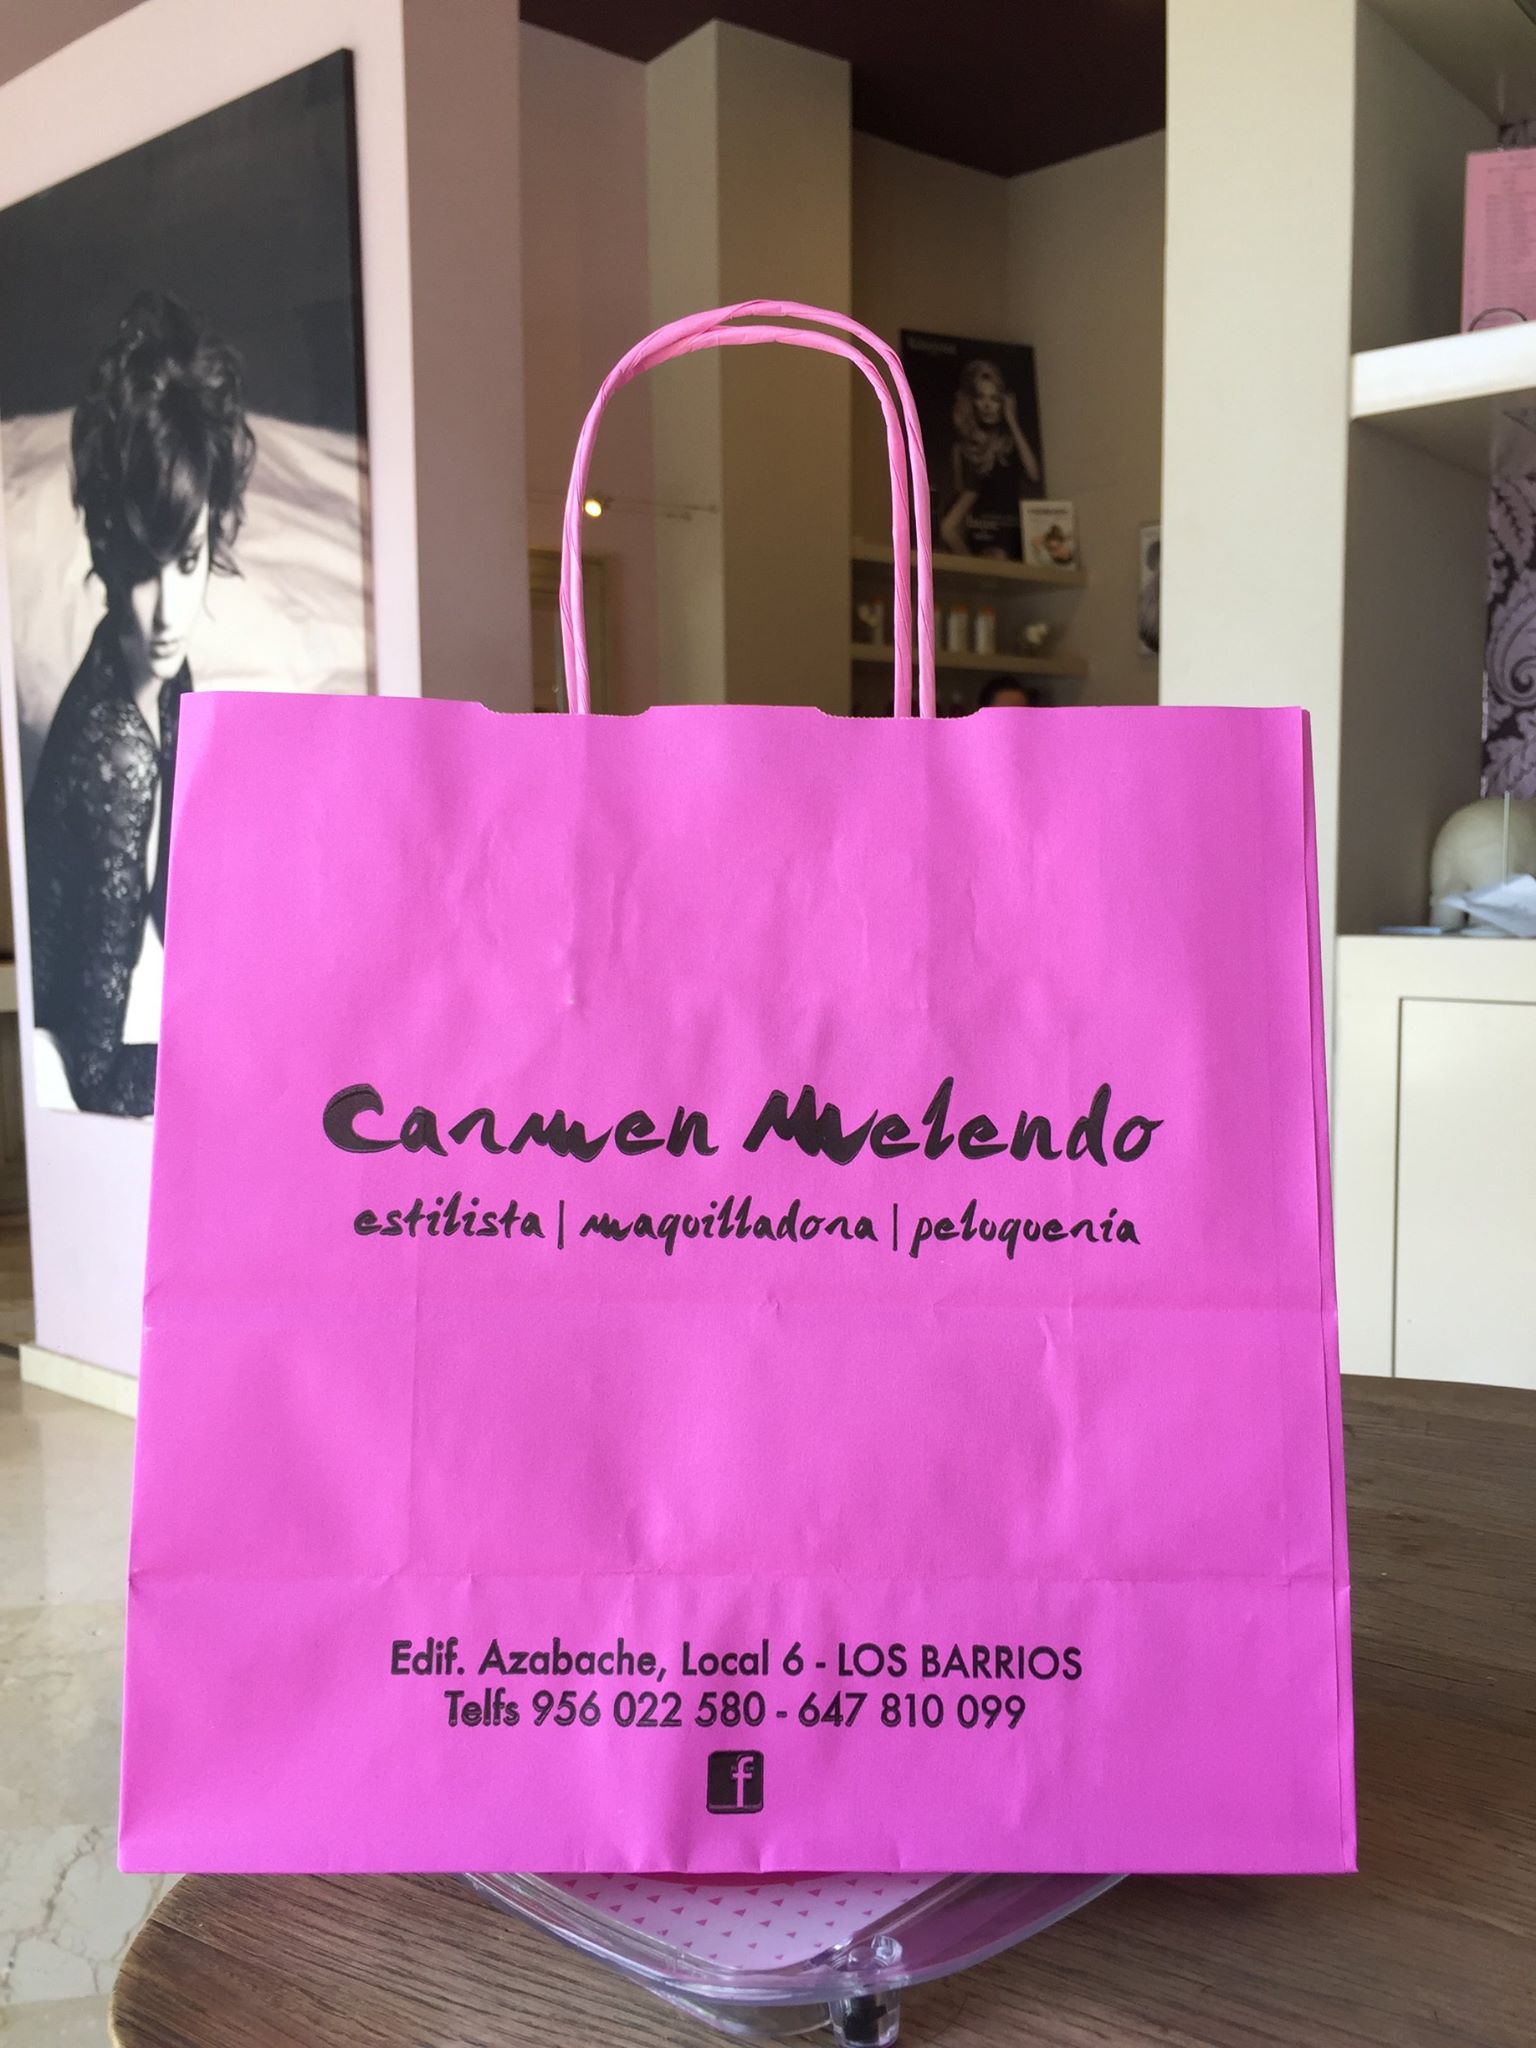 Carmen Melendo
estilista | maquilladora | peluquería
Edif. Azabache, Local 6 - LOS BARRIOS
Telfs 956 022 580 - 647 810 099
f